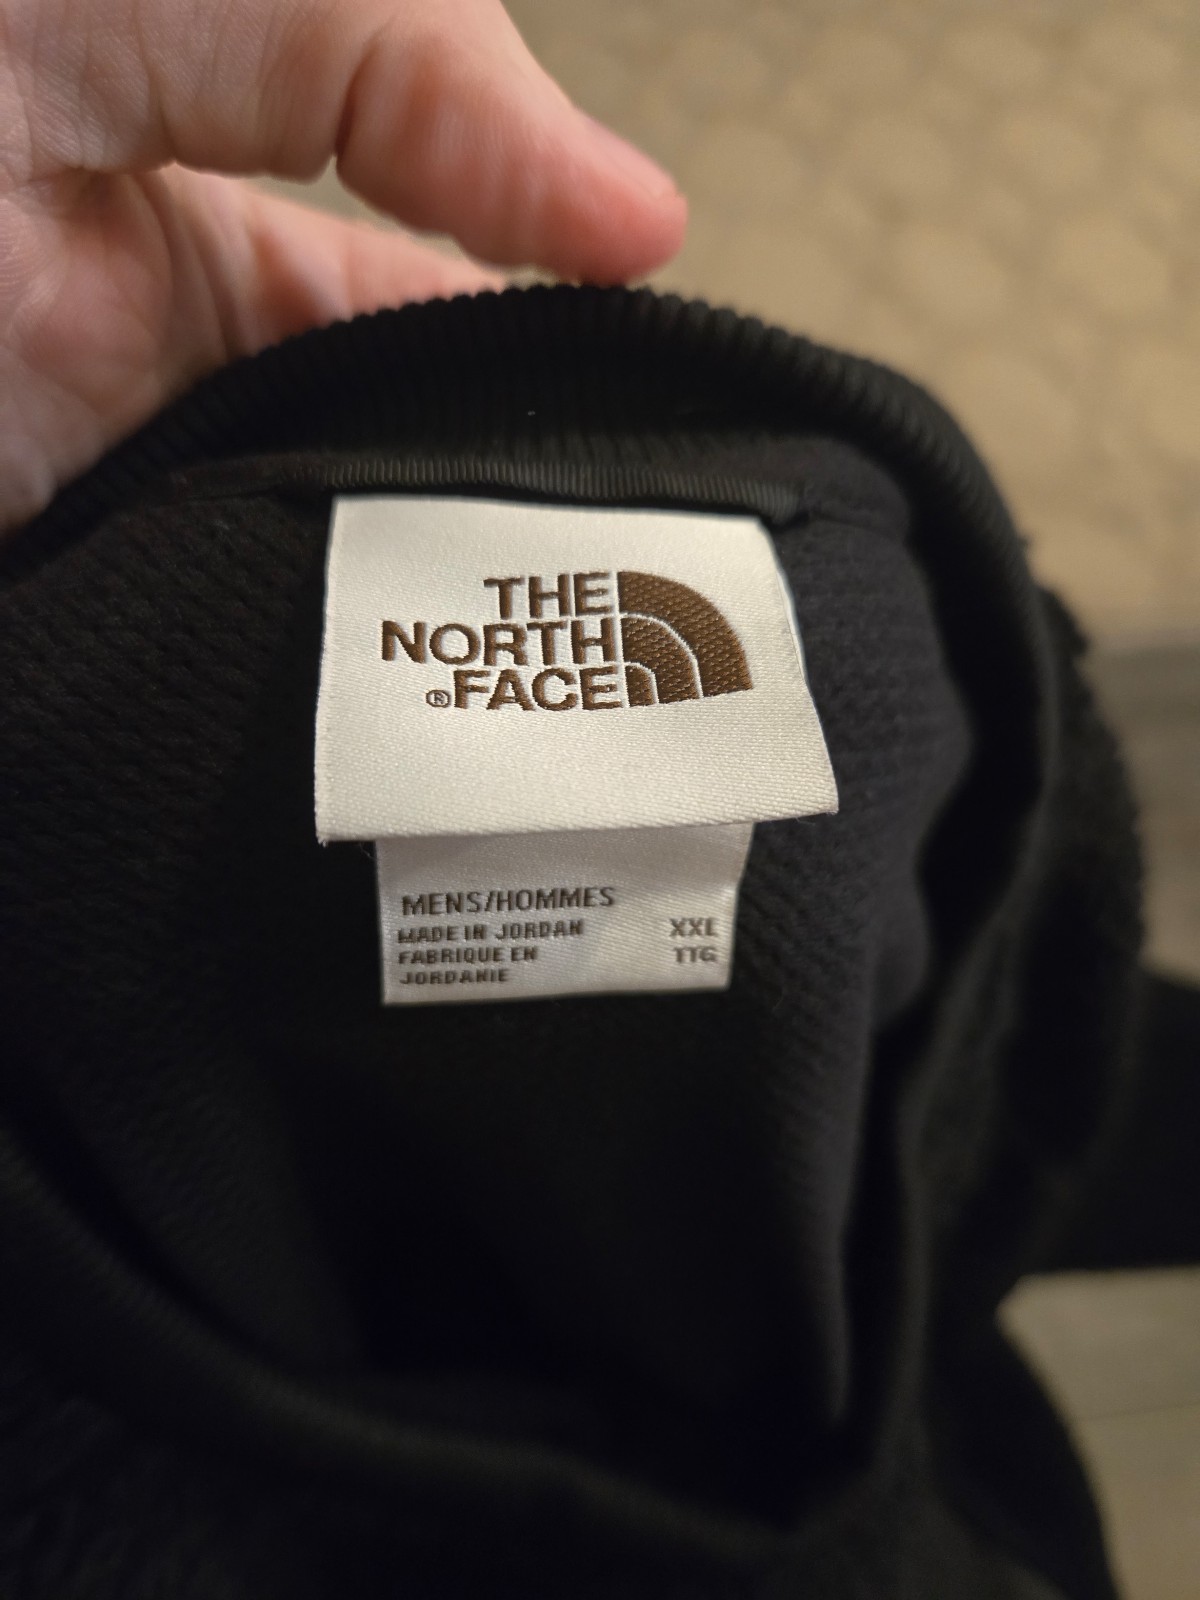 THE
NORTH
®FACE
MENS/HOMMES
MADE IN JORDAN XXL
FABRIQUE EN TTG
JORDANIE